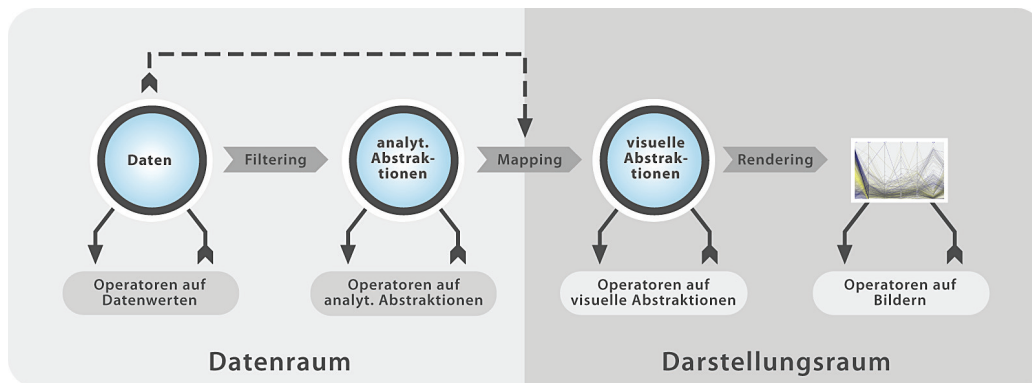 Daten
Filtering
analyt.
Abstrak-
tionen
Mapping
visuelle
Abstrak-
tionen
Rendering
Operatoren auf
Datenwerten
Operatoren auf
analyt. Abstraktionen
Operatoren auf
visuelle Abstraktionen
Operatoren auf
Bildern
Datenraum
Darstellungsraum